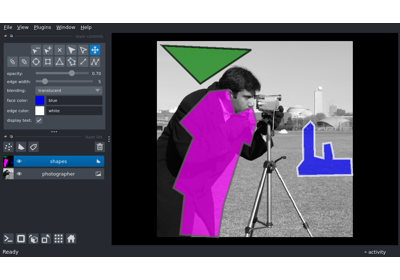 File View Plugins Window Help
opacity: 0.70
edge width: 5
blending: translucent
face color: blue
edge color: white
display text:
shapes
photographer
Ready
activity